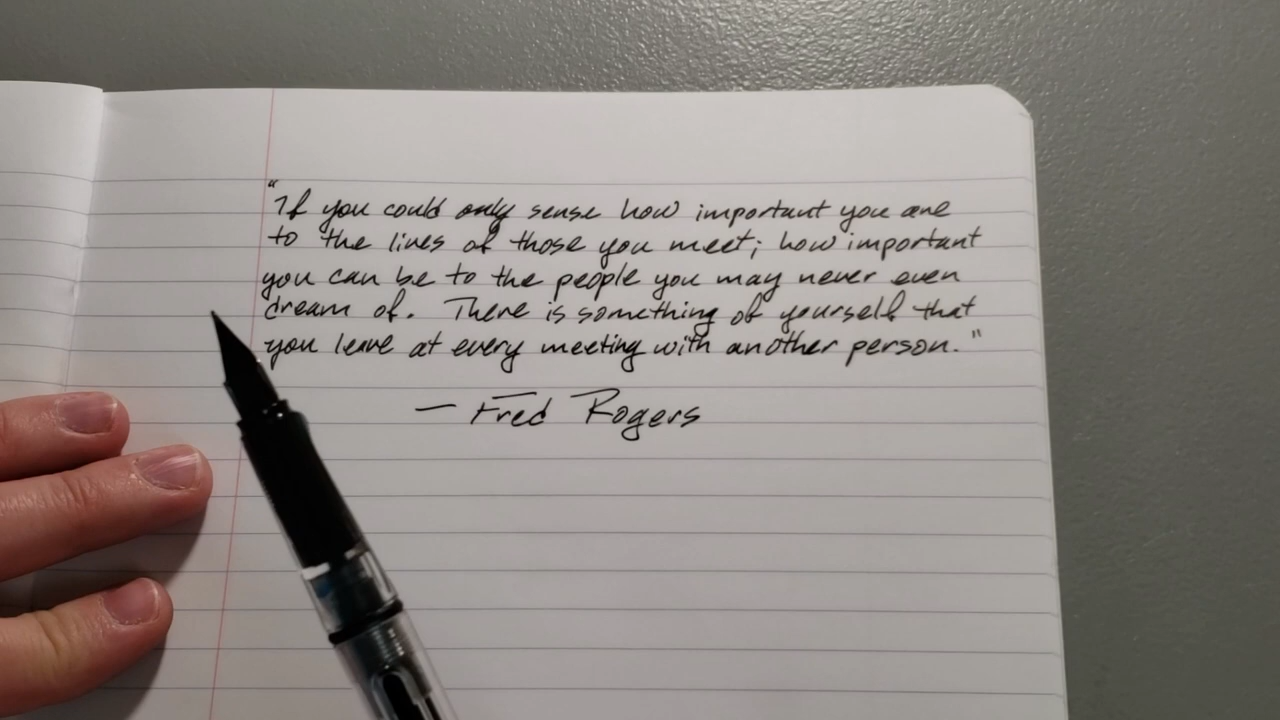 "If you could only sense how important you are
to the lives of those you meet; how important
you can be to the people you may never even
dream of. There is something of yourself that
you leave at every meeting with another person."
— Fred Rogers